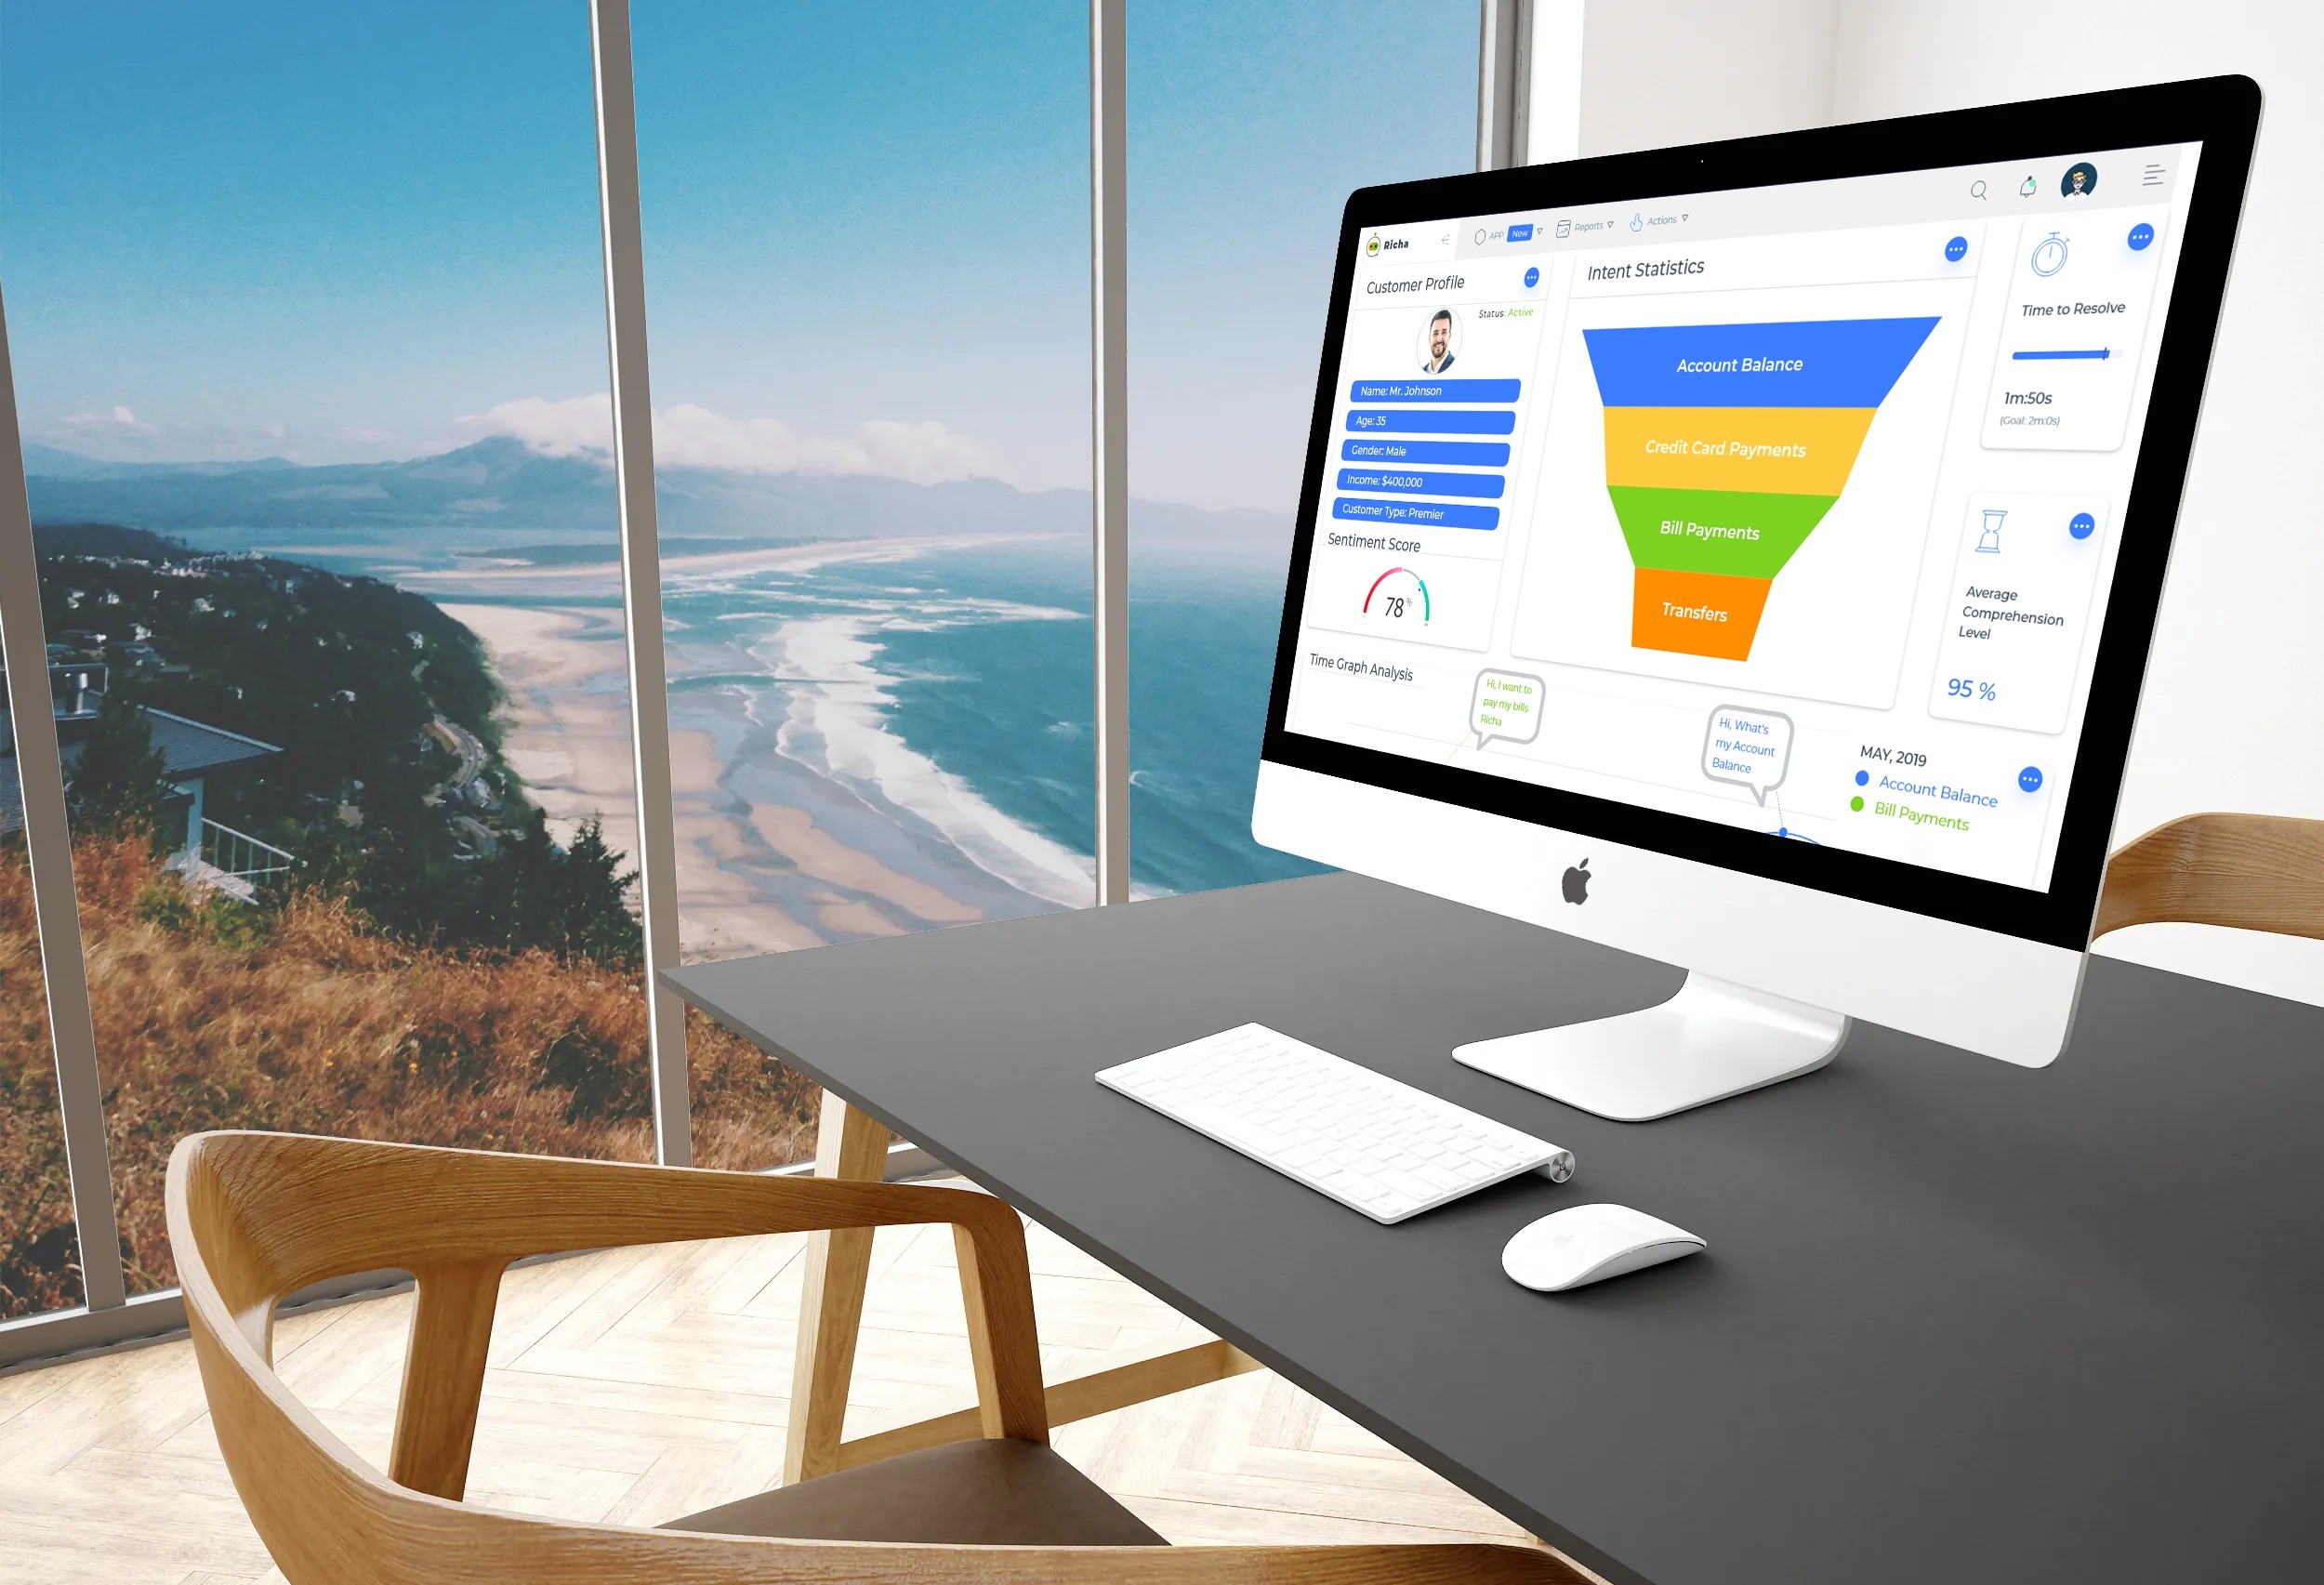 Richa
APP
New
Reports
Actions
Customer Profile
Status: Active
Name: Mr. Johnson
Age: 35
Gender: Male
Income: $400,000
Customer Type: Premier
Sentiment Score
78%
Intent Statistics
Account Balance
Credit Card Payments
Bill Payments
Transfers
Time to Resolve
1m:50s
(Goal: 2m:0s)
Average
Comprehension
Level
95 %
Time Graph Analysis
Hi, I want to
pay my bills
Richa
Hi, What's
my Account
Balance
MAY, 2019
Account Balance
Bill Payments